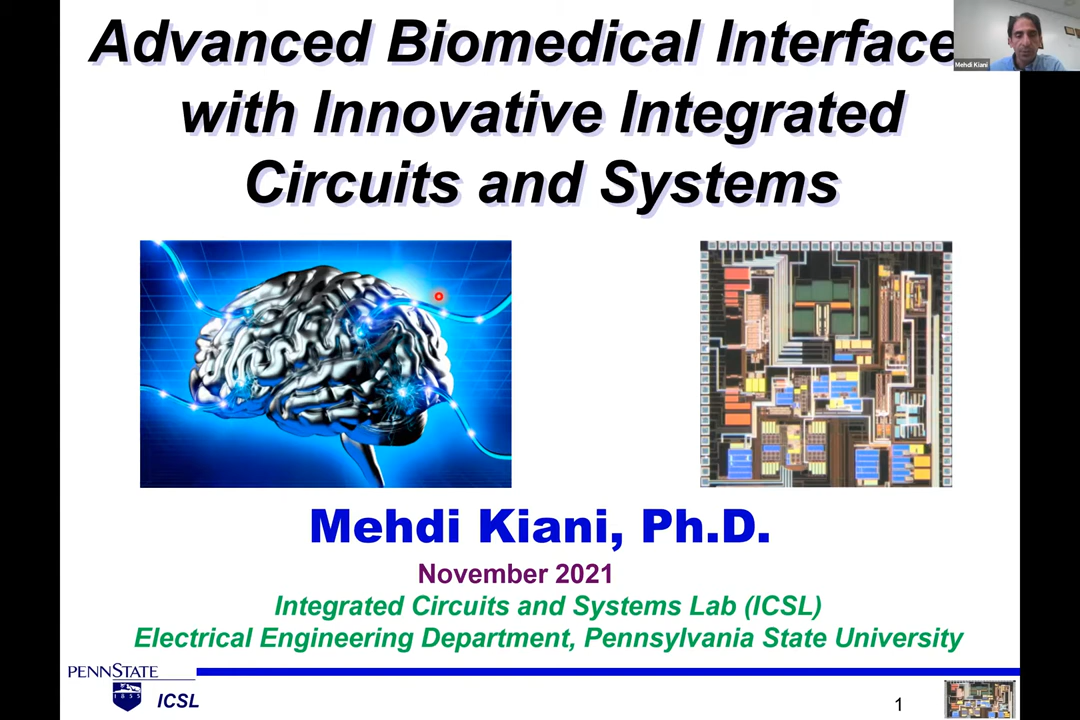 Advanced Biomedical Interface
with Innovative Integrated
Circuits and Systems
Mehdi Kiani
Mehdi Kiani, Ph.D.
November 2021
Integrated Circuits and Systems Lab (ICSL)
Electrical Engineering Department, Pennsylvania State University
PENNSTATE
1855
ICSL
1